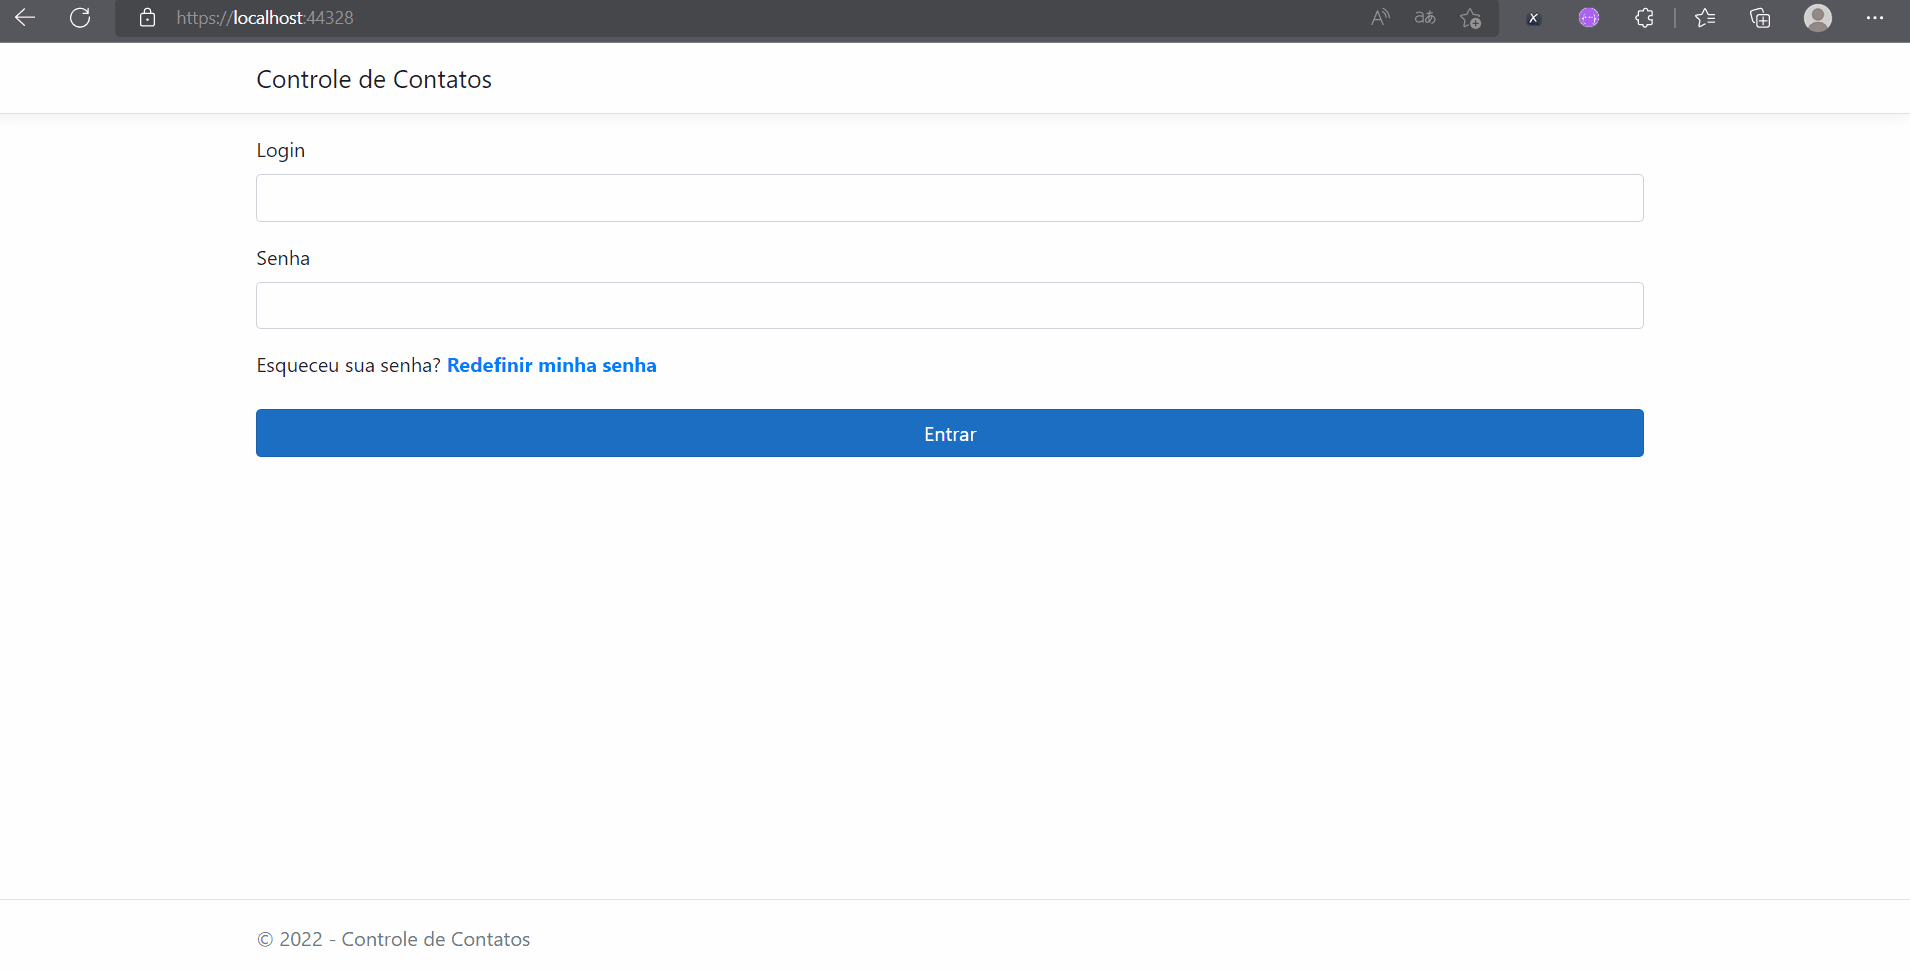 https://localhost:44328
Controle de Contatos
Login
Senha
Esqueceu sua senha? Redefinir minha senha
Entrar
© 2022 - Controle de Contatos